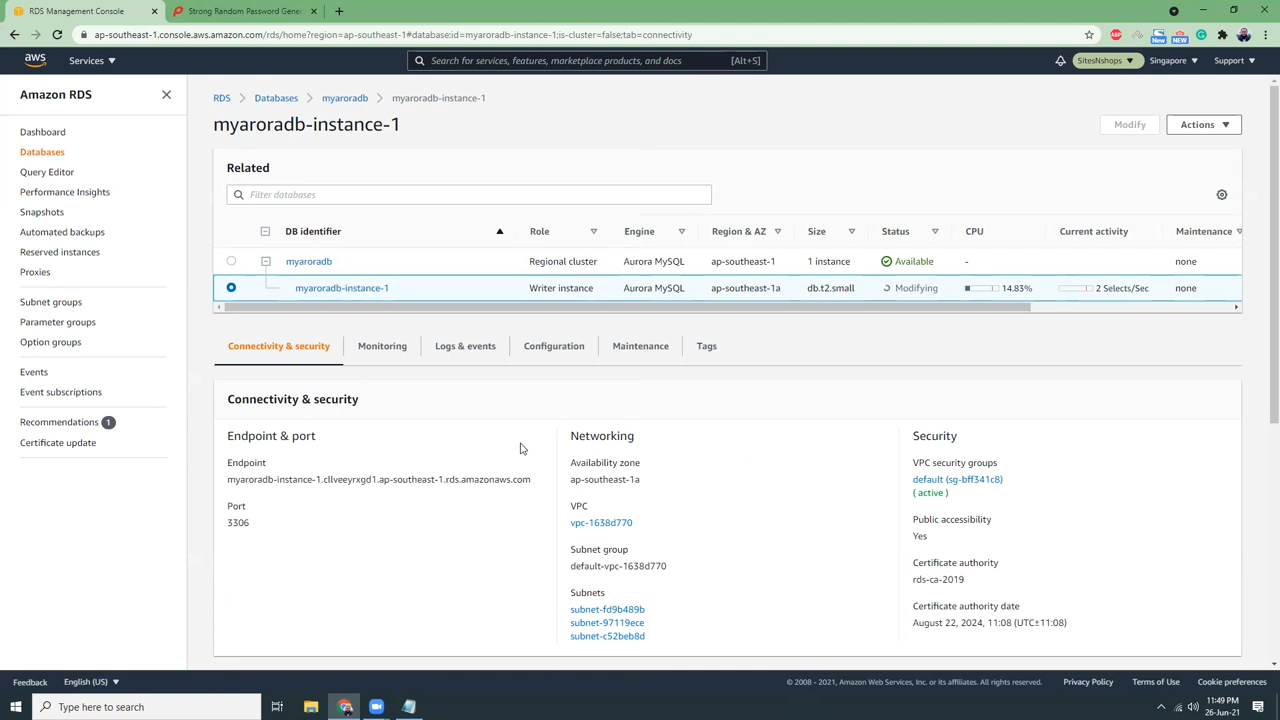 RDS Management Console
Strong Random Password Gener
ap-southeast-1.console.aws.amazon.com/rds/home?region=ap-southeast-1#database:id=myaroradb-instance-1;is-cluster=false;tab=connectivity
ABP
New
New
aws
Services
Search for services, features, marketplace products, and docs
[Alt+S]
SitesNshops
Singapore
Support
Amazon RDS
Dashboard
Databases
Query Editor
Performance Insights
Snapshots
Automated backups
Reserved instances
Proxies
Subnet groups
Parameter groups
Option groups
Events
Event subscriptions
Recommendations 1
Certificate update
RDS > Databases > myaroradb > myaroradb-instance-1
myaroradb-instance-1
Modify
Actions
Related
Filter databases
DB identifier Role Engine Region & AZ Size Status CPU Current activity Maintenance
myaroradb Regional cluster Aurora MySQL ap-southeast-1 1 instance Available - none
myaroradb-instance-1 Writer instance Aurora MySQL ap-southeast-1a db.t2.small Modifying 14.83% 2 Selects/Sec none
Connectivity & security Monitoring Logs & events Configuration Maintenance Tags
Connectivity & security
Endpoint & port
Endpoint
myaroradb-instance-1.cllveeyrxgd1.ap-southeast-1.rds.amazonaws.com
Port
3306
Networking
Availability zone
ap-southeast-1a
VPC
vpc-1638d770
Subnet group
default-vpc-1638d770
Subnets
subnet-fd9b489b
subnet-97119ece
subnet-c52beb8d
Security
VPC security groups
default (sg-bff341c8)
( active )
Public accessibility
Yes
Certificate authority
rds-ca-2019
Certificate authority date
August 22, 2024, 11:08 (UTC±11:08)
Feedback English (US)
© 2008 - 2021, Amazon Web Services, Inc. or its affiliates. All rights reserved. Privacy Policy Terms of Use Cookie preferences
Type here to search
11:49 PM
26-Jun-21